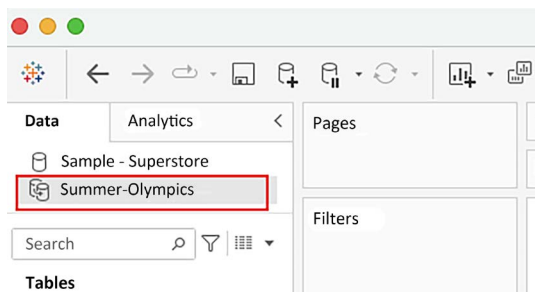 Data
Analytics
Pages
Sample - Superstore
Summer-Olympics
Filters
Search
Tables